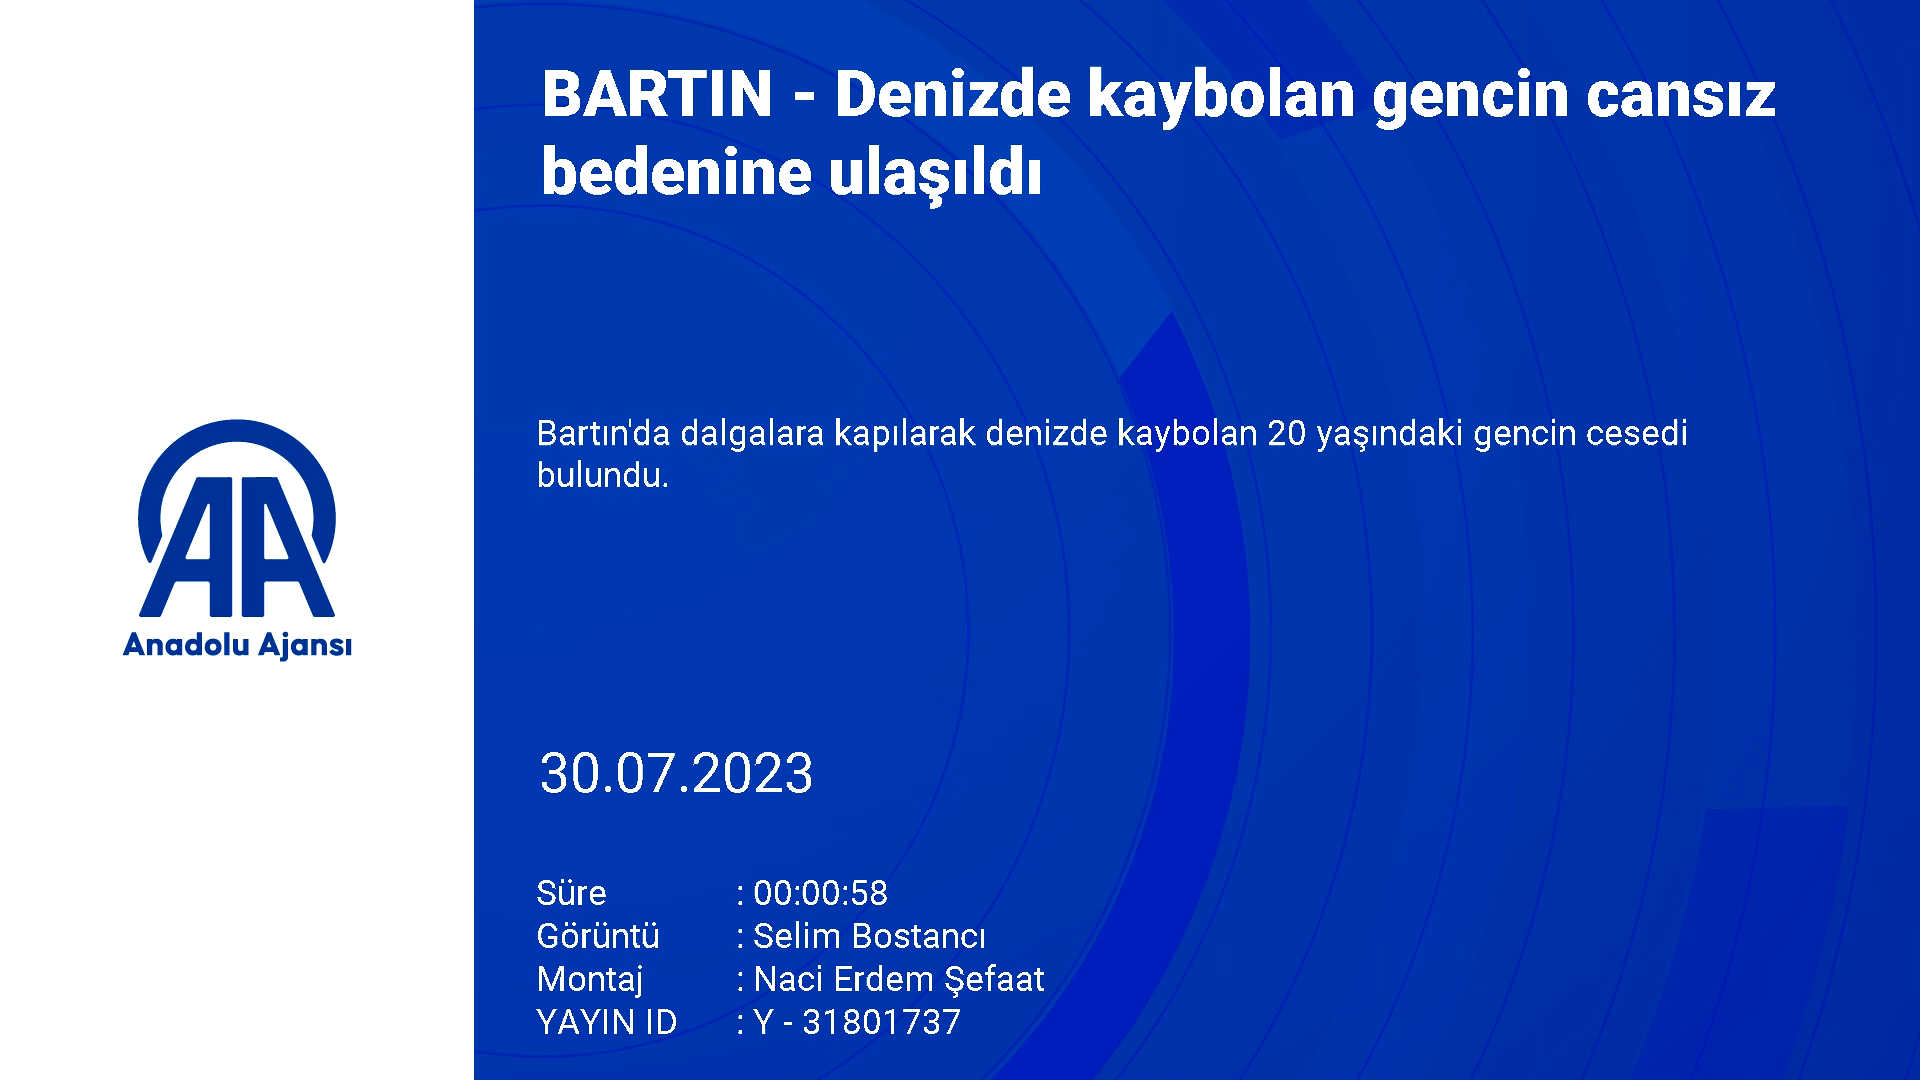 BARTIN - Denizde kaybolan gencin cansız
bedenine ulaşıldı
Bartın'da dalgalara kapılarak denizde kaybolan 20 yaşındaki gencin cesedi
bulundu.
AA
Anadolu Ajansı
30.07.2023
Süre : 00:00:58
Görüntü : Selim Bostancı
Montaj : Naci Erdem Şefaat
YAYIN ID : Y - 31801737